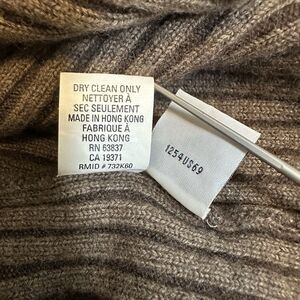 DRY CLEAN ONLY
NETTOYER À
SEC SEULEMENT
MADE IN HONG KONG
FABRIQUE À
HONG KONG
RN 63837
CA 19371
RMID # 732K60
1254US69